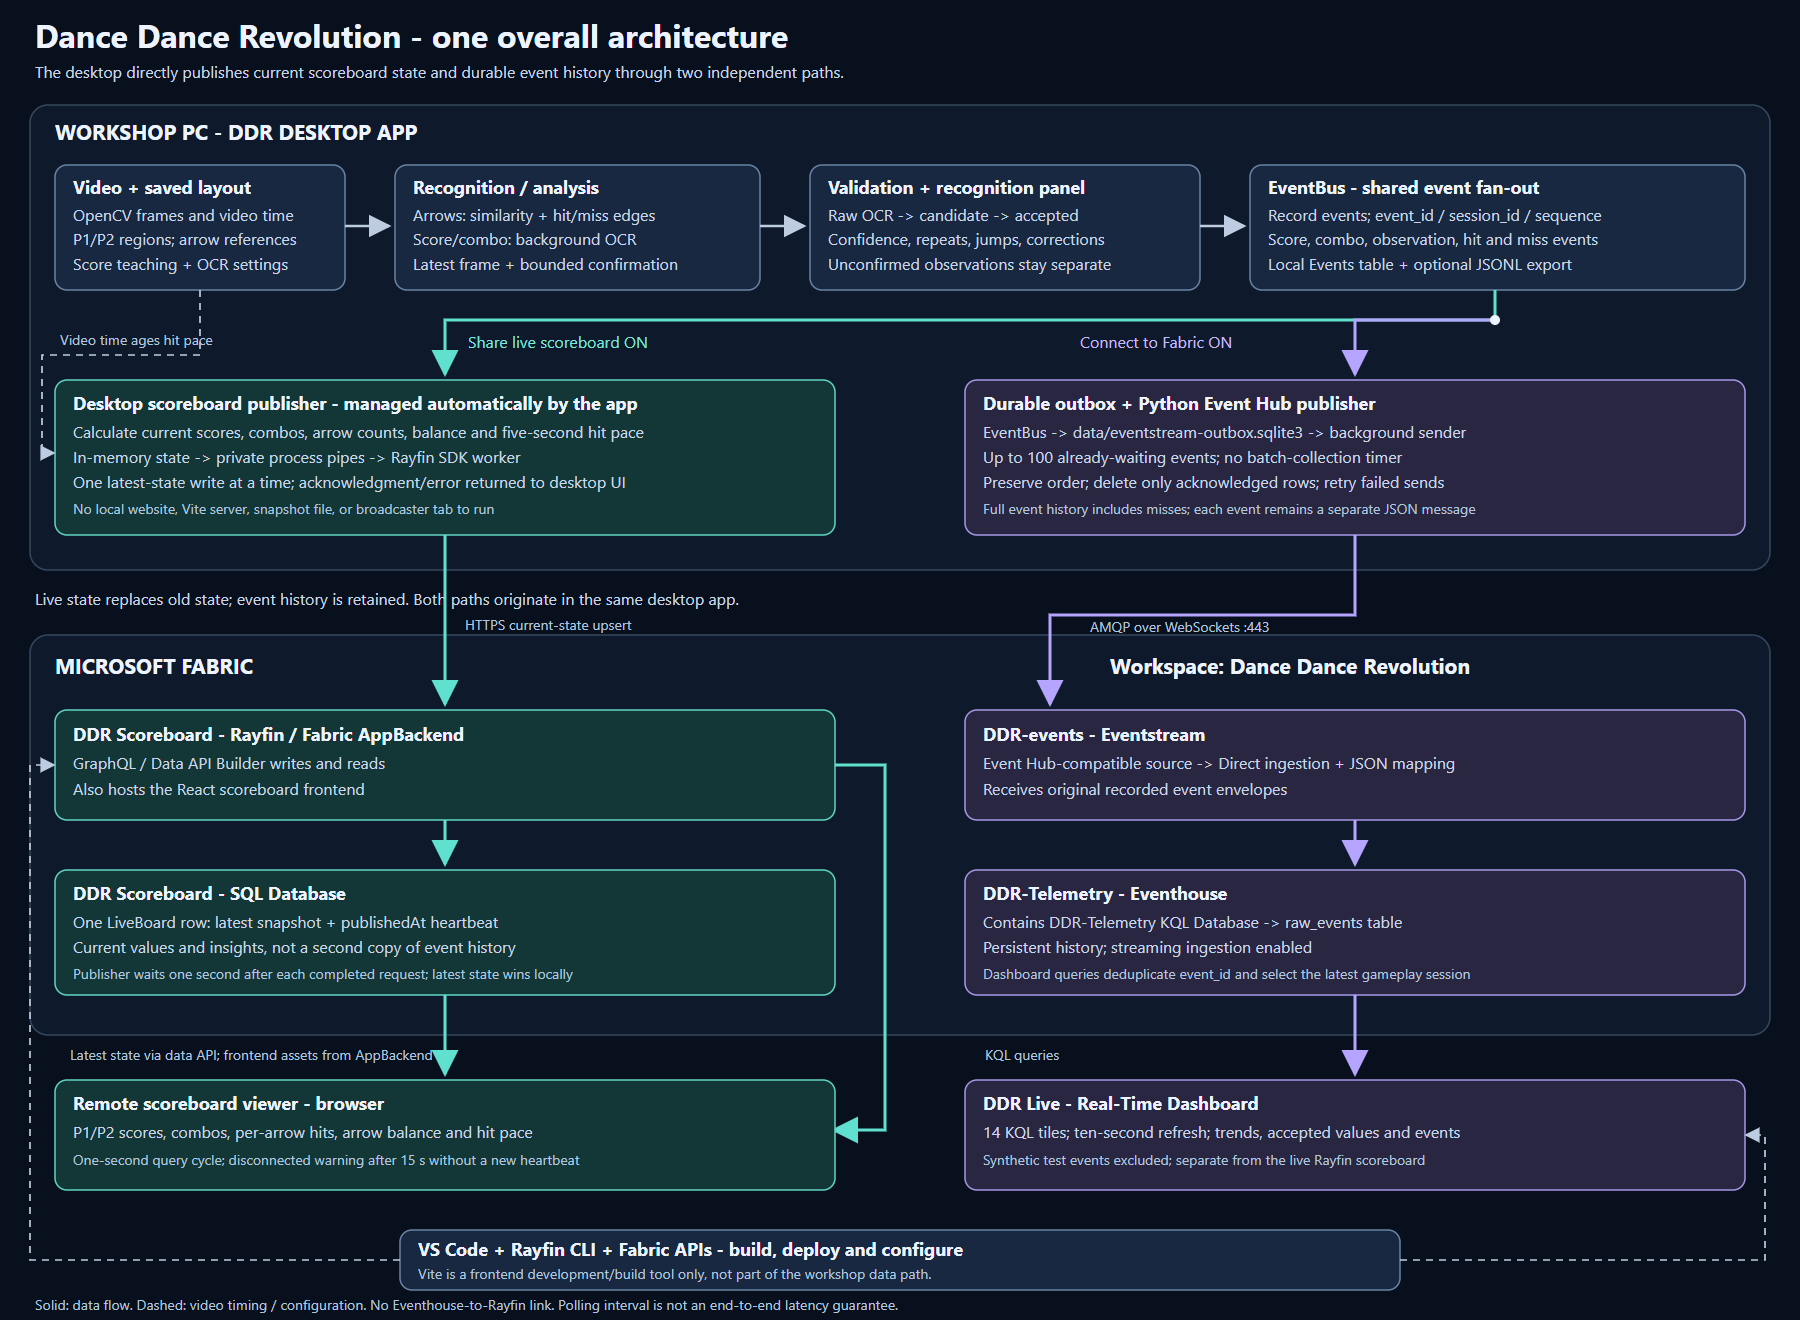 Dance Dance Revolution - one overall architecture
The desktop directly publishes current scoreboard state and durable event history through two independent paths.
WORKSHOP PC - DDR DESKTOP APP
Video + saved layout
OpenCV frames and video time
P1/P2 regions; arrow references
Score teaching + OCR settings
Recognition / analysis
Arrows: similarity + hit/miss edges
Score/combo: background OCR
Latest frame + bounded confirmation
Validation + recognition panel
Raw OCR -> candidate -> accepted
Confidence, repeats, jumps, corrections
Unconfirmed observations stay separate
EventBus - shared event fan-out
Record events; event_id / session_id / sequence
Score, combo, observation, hit and miss events
Local Events table + optional JSONL export
Video time ages hit pace
Share live scoreboard ON
Connect to Fabric ON
Desktop scoreboard publisher - managed automatically by the app
Calculate current scores, combos, arrow counts, balance and five-second hit pace
In-memory state -> private process pipes -> Rayfin SDK worker
One latest-state write at a time; acknowledgment/error returned to desktop UI
No local website, Vite server, snapshot file, or broadcaster tab to run
Durable outbox + Python Event Hub publisher
EventBus -> data/eventstream-outbox.sqlite3 -> background sender
Up to 100 already-waiting events; no batch-collection timer
Preserve order; delete only acknowledged rows; retry failed sends
Full event history includes misses; each event remains a separate JSON message
Live state replaces old state; event history is retained. Both paths originate in the same desktop app.
HTTPS current-state upsert
AMQP over WebSockets :443
MICROSOFT FABRIC
Workspace: Dance Dance Revolution
DDR Scoreboard - Rayfin / Fabric AppBackend
GraphQL / Data API Builder writes and reads
Also hosts the React scoreboard frontend
DDR-events - Eventstream
Event Hub-compatible source -> Direct ingestion + JSON mapping
Receives original recorded event envelopes
DDR Scoreboard - SQL Database
One LiveBoard row: latest snapshot + publishedAt heartbeat
Current values and insights, not a second copy of event history
Publisher waits one second after each completed request; latest state wins locally
DDR-Telemetry - Eventhouse
Contains DDR-Telemetry KQL Database -> raw_events table
Persistent history; streaming ingestion enabled
Dashboard queries deduplicate event_id and select the latest gameplay session
Latest state via data API; frontend assets from AppBackend
KQL queries
Remote scoreboard viewer - browser
P1/P2 scores, combos, per-arrow hits, arrow balance and hit pace
One-second query cycle; disconnected warning after 15 s without a new heartbeat
DDR Live - Real-Time Dashboard
14 KQL tiles; ten-second refresh; trends, accepted values and events
Synthetic test events excluded; separate from the live Rayfin scoreboard
VS Code + Rayfin CLI + Fabric APIs - build, deploy and configure
Vite is a frontend development/build tool only, not part of the workshop data path.
Solid: data flow. Dashed: video timing / configuration. No Eventhouse-to-Rayfin link. Polling interval is not an end-to-end latency guarantee.